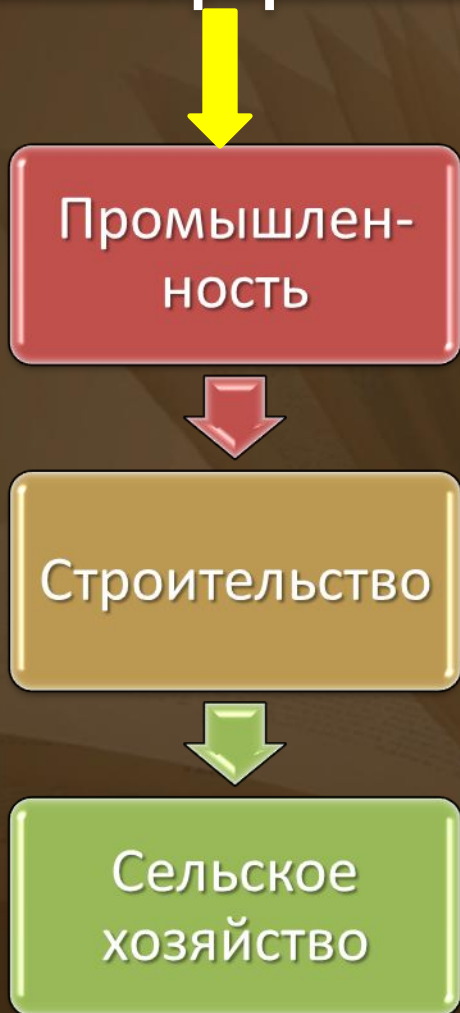 Промышлен-
ность
Строительство
Сельское
хозяйство